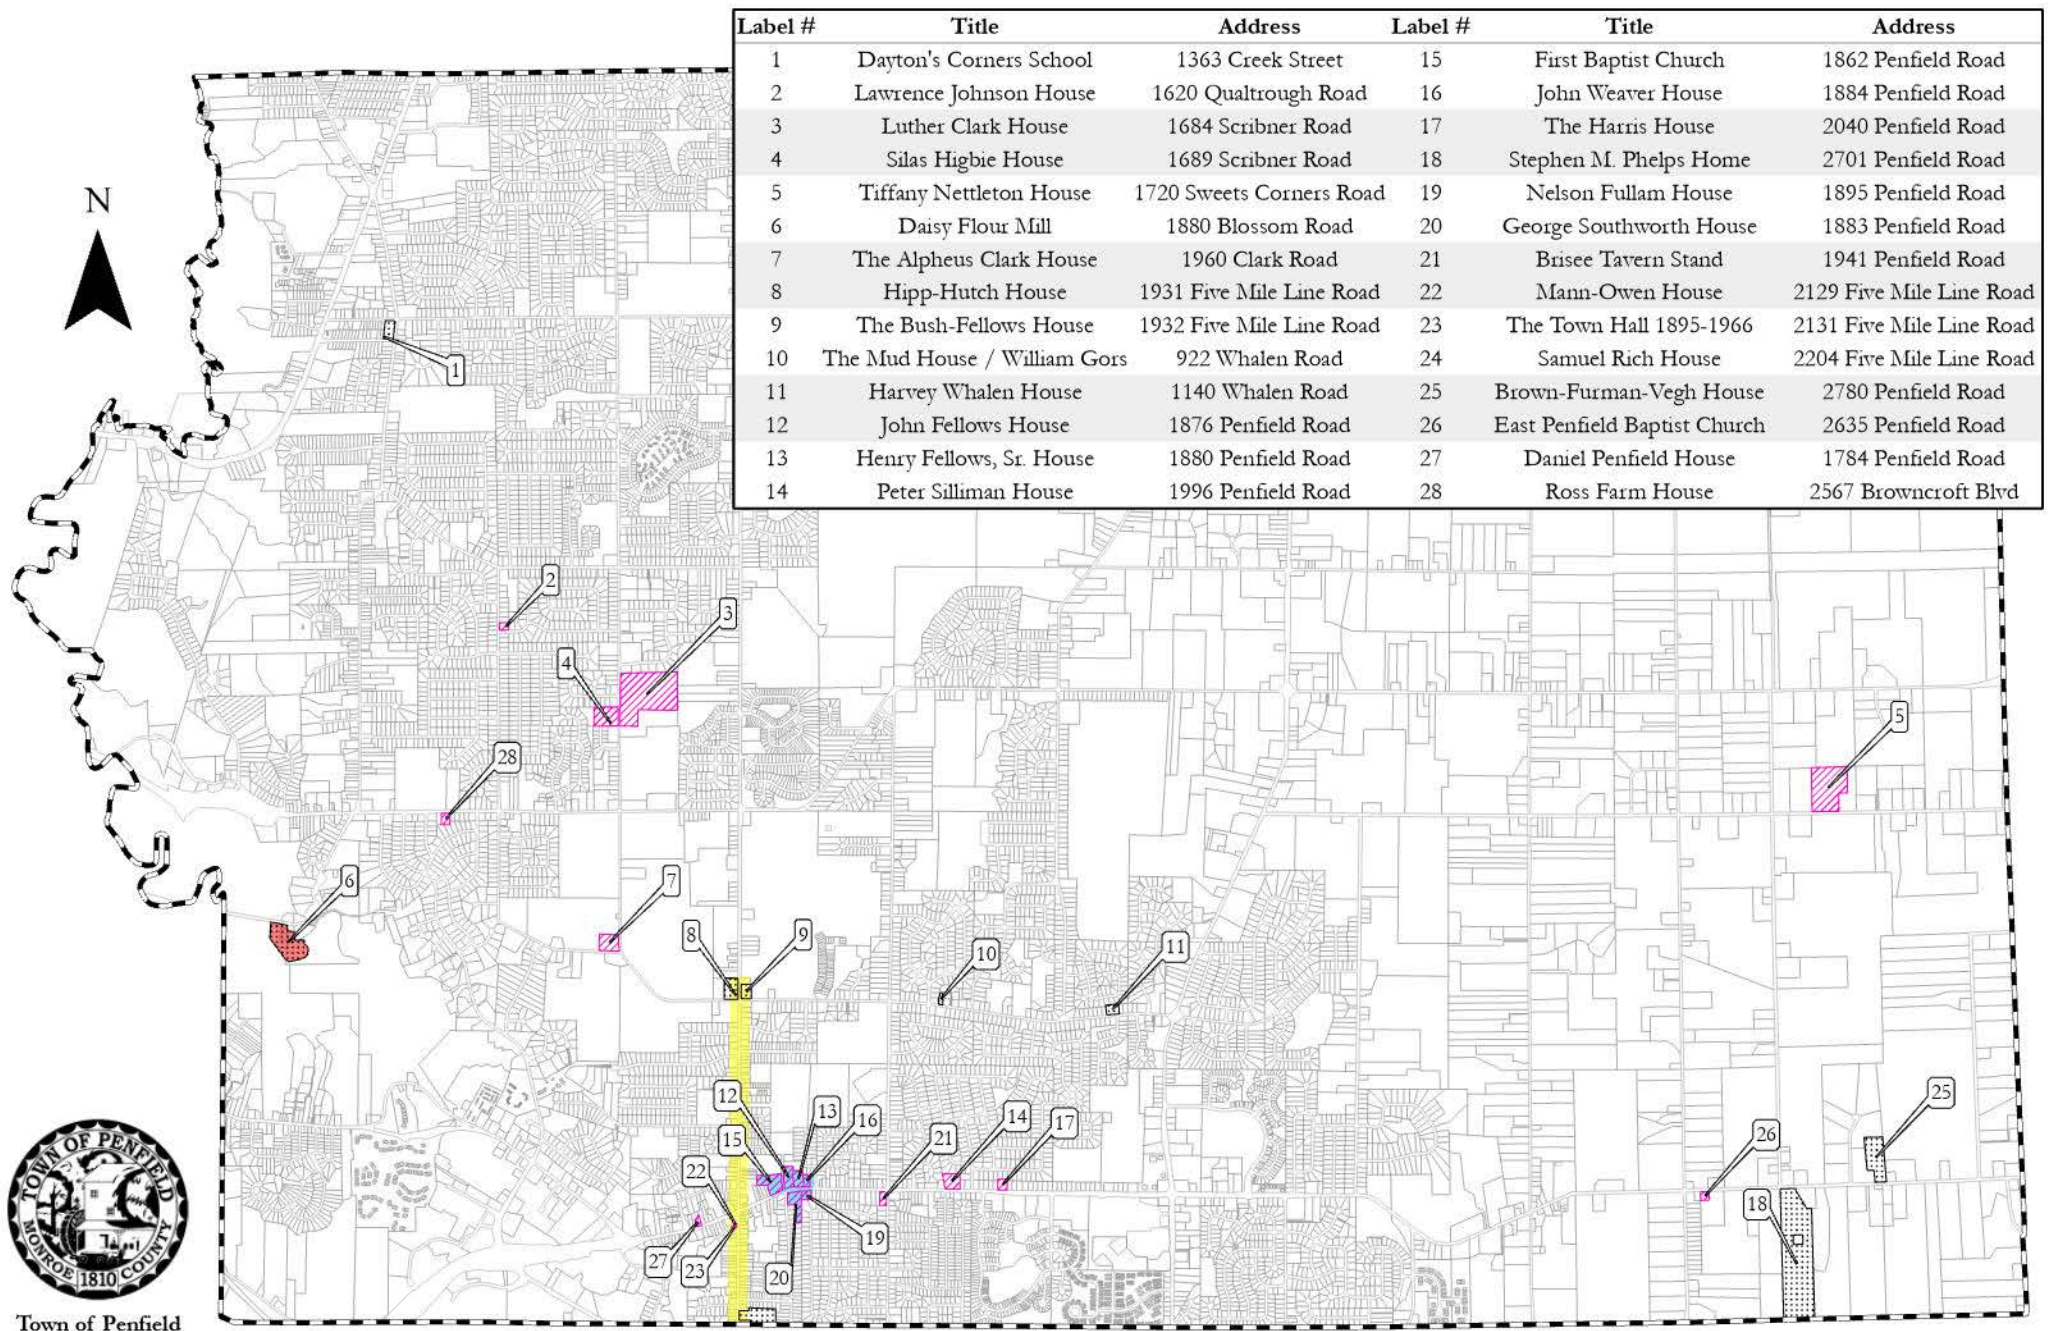 Label # Title Address Label # Title Address
1 Dayton's Corners School 1363 Creek Street 15 First Baptist Church 1862 Penfield Road
2 Lawrence Johnson House 1620 Qualtrough Road 16 John Weaver House 1884 Penfield Road
3 Luther Clark House 1684 Scribner Road 17 The Harris House 2040 Penfield Road
4 Silas Higbie House 1689 Scribner Road 18 Stephen M. Phelps Home 2701 Penfield Road
5 Tiffany Nettleton House 1720 Sweets Corners Road 19 Nelson Fullam House 1895 Penfield Road
6 Daisy Flour Mill 1880 Blossom Road 20 George Southworth House 1883 Penfield Road
7 The Alpheus Clark House 1960 Clark Road 21 Brisee Tavern Stand 1941 Penfield Road
8 Hipp-Hutch House 1931 Five Mile Line Road 22 Mann-Owen House 2129 Five Mile Line Road
9 The Bush-Fellows House 1932 Five Mile Line Road 23 The Town Hall 1895-1966 2131 Five Mile Line Road
10 The Mud House / William Gors 922 Whalen Road 24 Samuel Rich House 2204 Five Mile Line Road
11 Harvey Whalen House 1140 Whalen Road 25 Brown-Furman-Vegh House 2780 Penfield Road
12 John Fellows House 1876 Penfield Road 26 East Penfield Baptist Church 2635 Penfield Road
13 Henry Fellows, Sr. House 1880 Penfield Road 27 Daniel Penfield House 1784 Penfield Road
14 Peter Silliman House 1996 Penfield Road 28 Ross Farm House 2567 Browncroft Blvd
N
1
2
3
4
5
28
6
7
8
9
10
11
12
13
16
15
21
14
17
25
26
22
18
27
23
20
19
TOWN OF PENFIELD
MONROE 1810 COUNTY
Town of Penfield